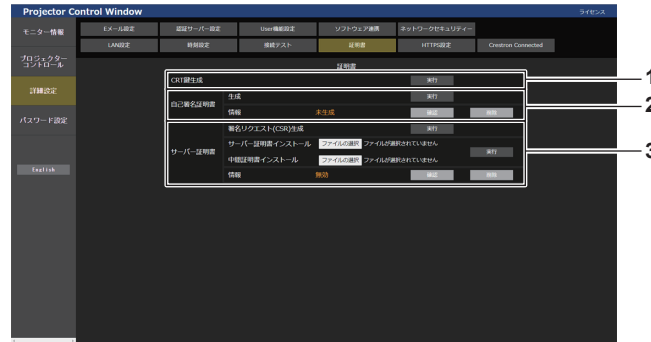 Projector Control Window
ライセンス
モニター情報
プロジェクター
コントロール
詳細設定
パスワード設定
English
Eメール設定 認証サーバー設定 User機能設定 ソフトウェア連携 ネットワークセキュリティー
LAN設定 時刻設定 接続テスト 証明書 HTTPS設定 Crestron Connected
証明書
CRT鍵生成 実行 1
自己署名証明書 生成 実行 2
情報 未生成 確認 削除
サーバー証明書 署名リクエスト(CSR)生成 実行 3
サーバー証明書インストール ファイルの選択 ファイルが選択されていません
中間証明書インストール ファイルの選択 ファイルが選択されていません 実行
情報 無効 確認 削除